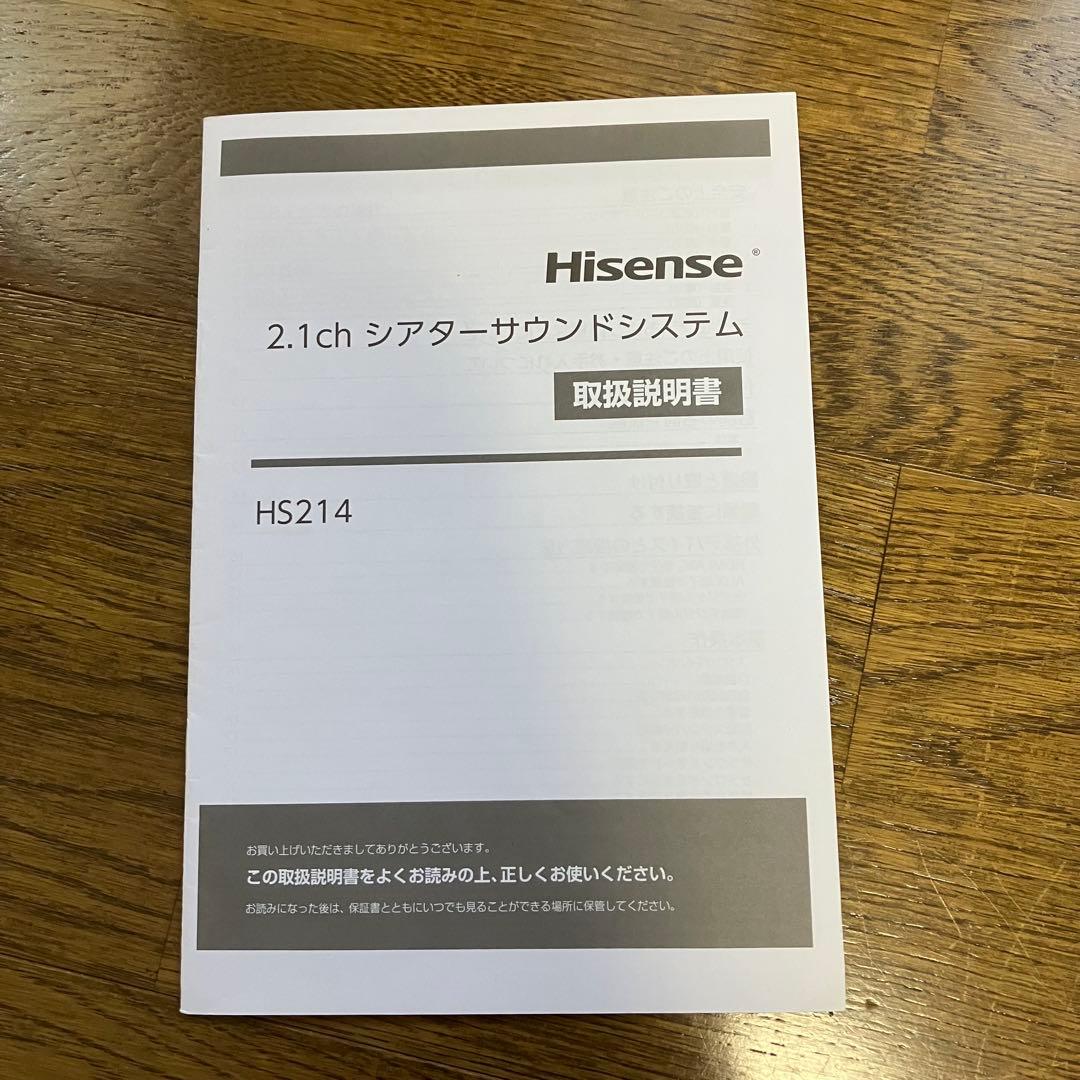 Hisense®
2.1ch シアターサウンドシステム
取扱説明書
HS214
お買い上げいただきましてありがとうございます。
この取扱説明書をよくお読みの上、正しくお使いください。
お読みになった後は、保証書とともにいつでも見ることができる場所に保管してください。